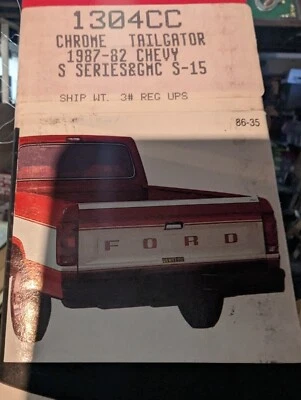 1304CC
CHROME TAILGATOR
1987-82 CHEVY
S SERIES&GMC S-15
SHIP WT. 3# REG UPS
86-35
FORD